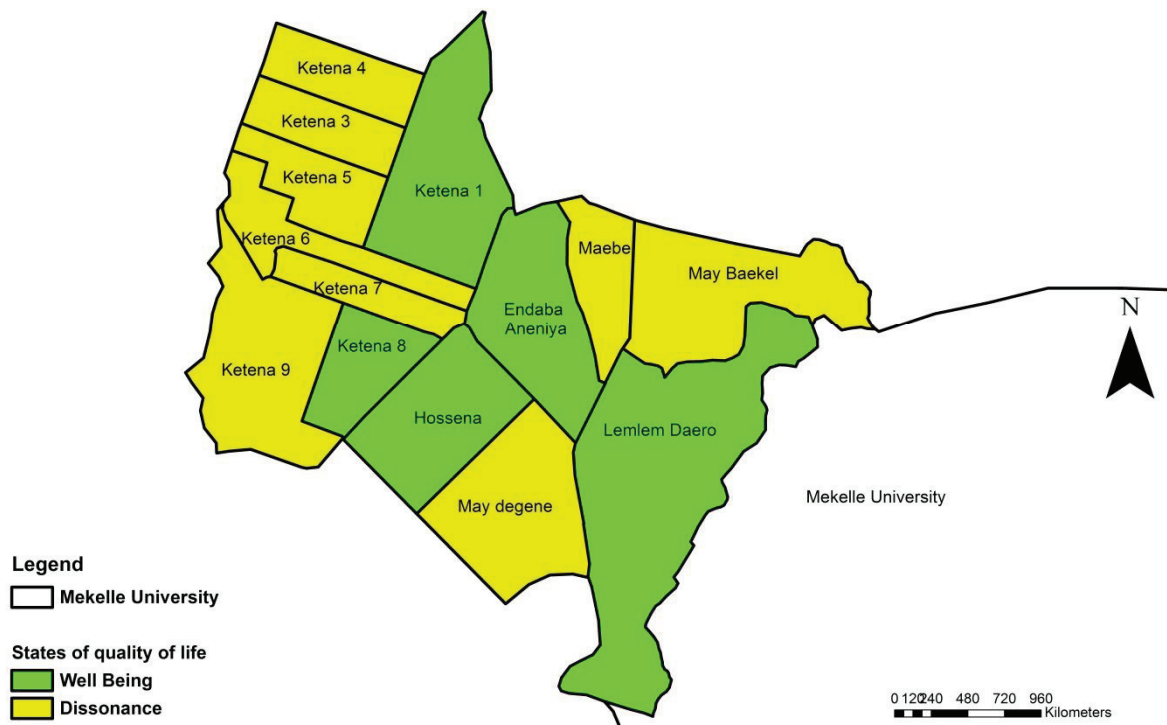 Ketena 4
Ketena 3
Ketena 5
Ketena 1
Ketena 6
Ketena 7
Maebe
May Baekel
Endaba
Aneniya
Ketena 8
Ketena 9
Hossena
Lemlem Daero
May degene
Mekelle University
N
Legend
Mekelle University
States of quality of life
Well Being
Dissonance
0 120 240 480 720 960
Kilometers